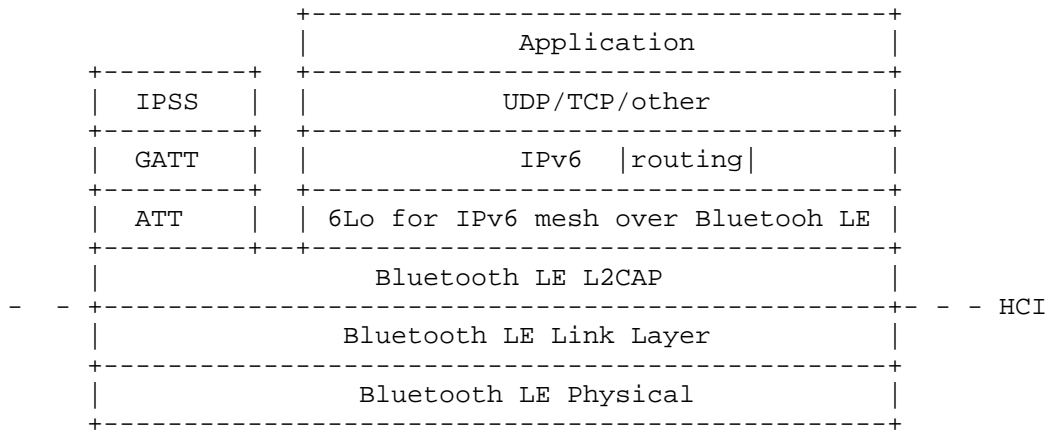 Application
IPSS UDP/TCP/other
GATT IPv6 |routing|
ATT 6Lo for IPv6 mesh over Bluetooh LE
Bluetooth LE L2CAP
HCI
Bluetooth LE Link Layer
Bluetooth LE Physical